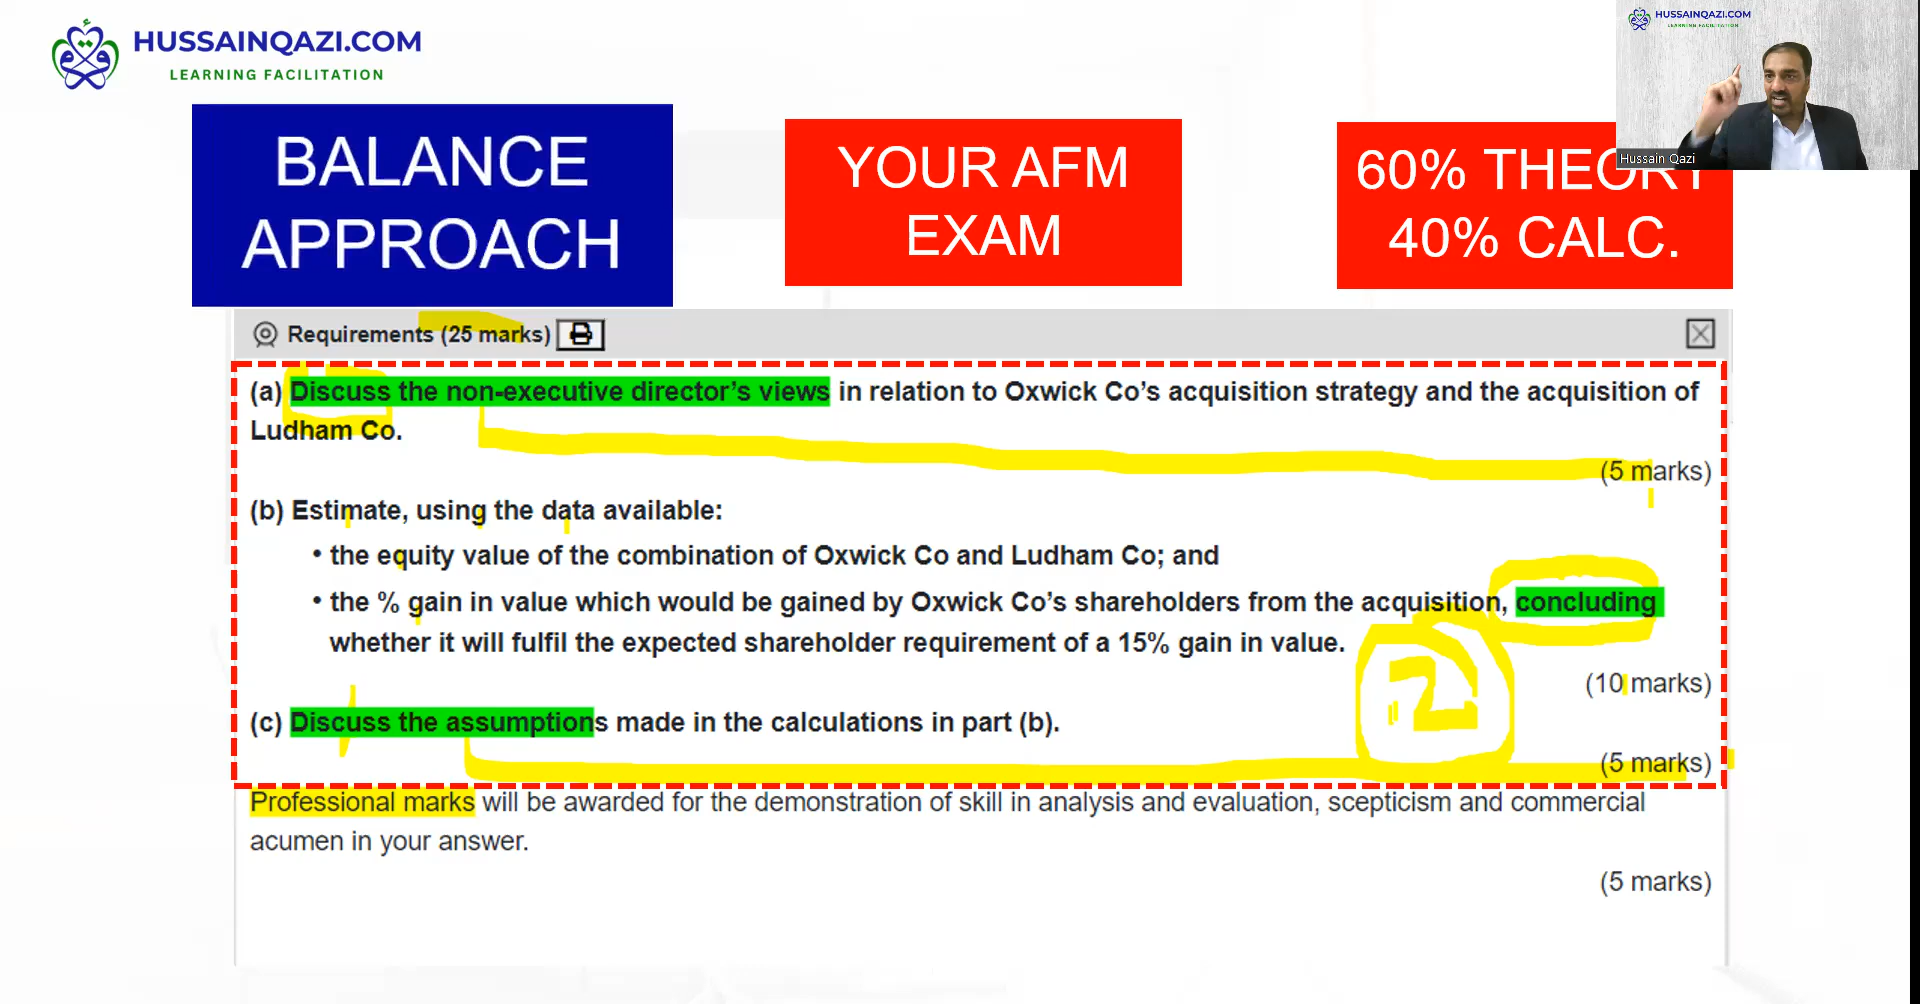 HUSSAINQAZI.COM
LEARNING FACILITATION
HUSSAINQAZI.COM
LEARNING FACILITATION
Hussain Qazi
BALANCE
APPROACH
YOUR AFM
EXAM
60% THEORY
40% CALC.
Requirements (25 marks)
(a) Discuss the non-executive director’s views in relation to Oxwick Co’s acquisition strategy and the acquisition of
Ludham Co.
(5 marks)
(b) Estimate, using the data available:
• the equity value of the combination of Oxwick Co and Ludham Co; and
• the % gain in value which would be gained by Oxwick Co’s shareholders from the acquisition, concluding
whether it will fulfil the expected shareholder requirement of a 15% gain in value.
2
(10 marks)
(c) Discuss the assumptions made in the calculations in part (b).
(5 marks)
Professional marks will be awarded for the demonstration of skill in analysis and evaluation, scepticism and commercial
acumen in your answer.
(5 marks)